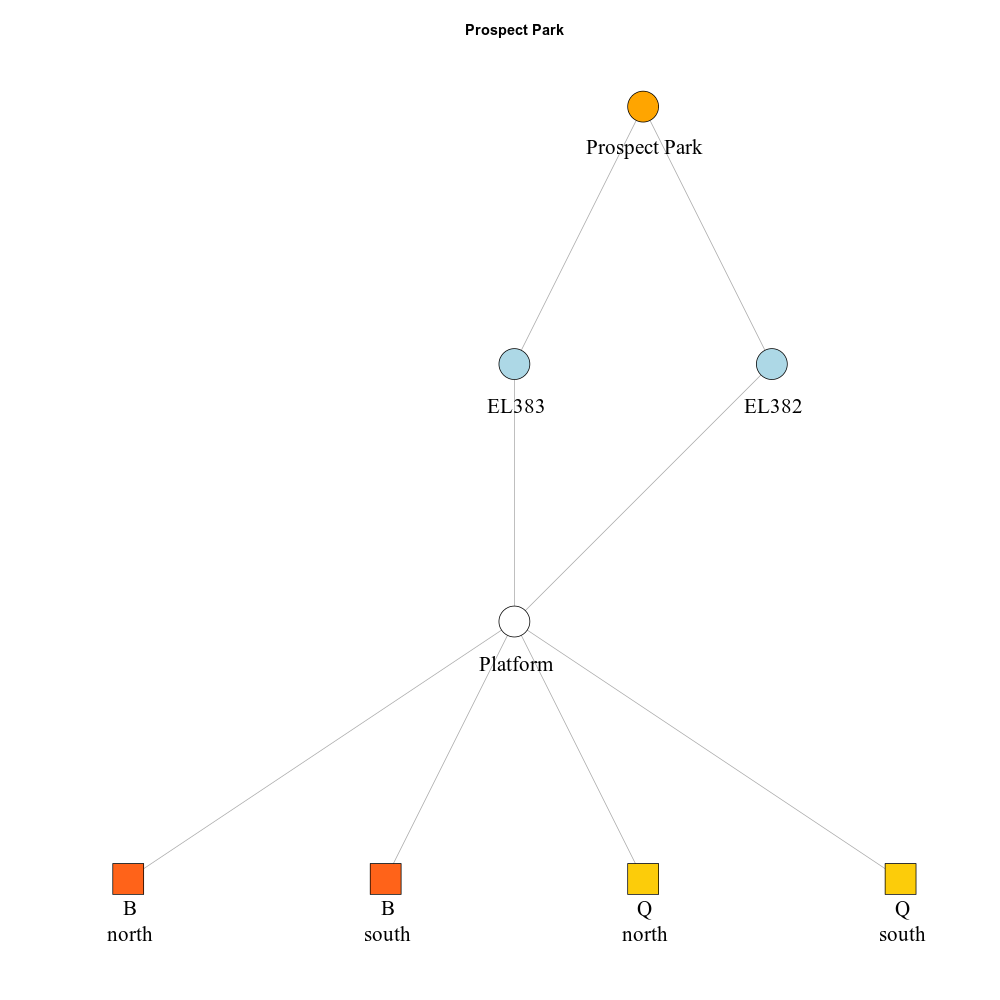 Prospect Park
Prospect Park
EL383
EL382
Platform
B
north
B
south
Q
north
Q
south